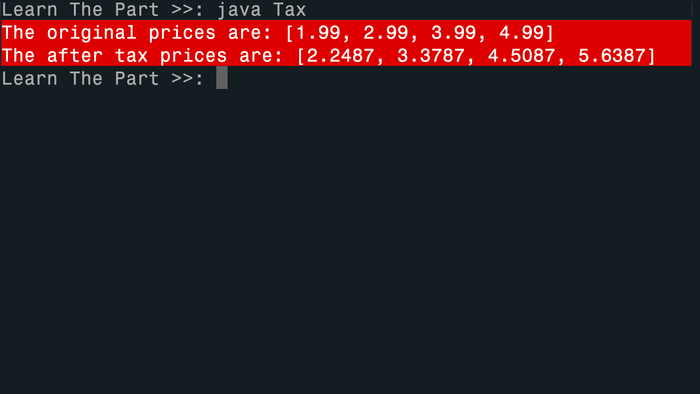 Learn The Part >>: java Tax
The original prices are: [1.99, 2.99, 3.99, 4.99]
The after tax prices are: [2.2487, 3.3787, 4.5087, 5.6387]
Learn The Part >>: